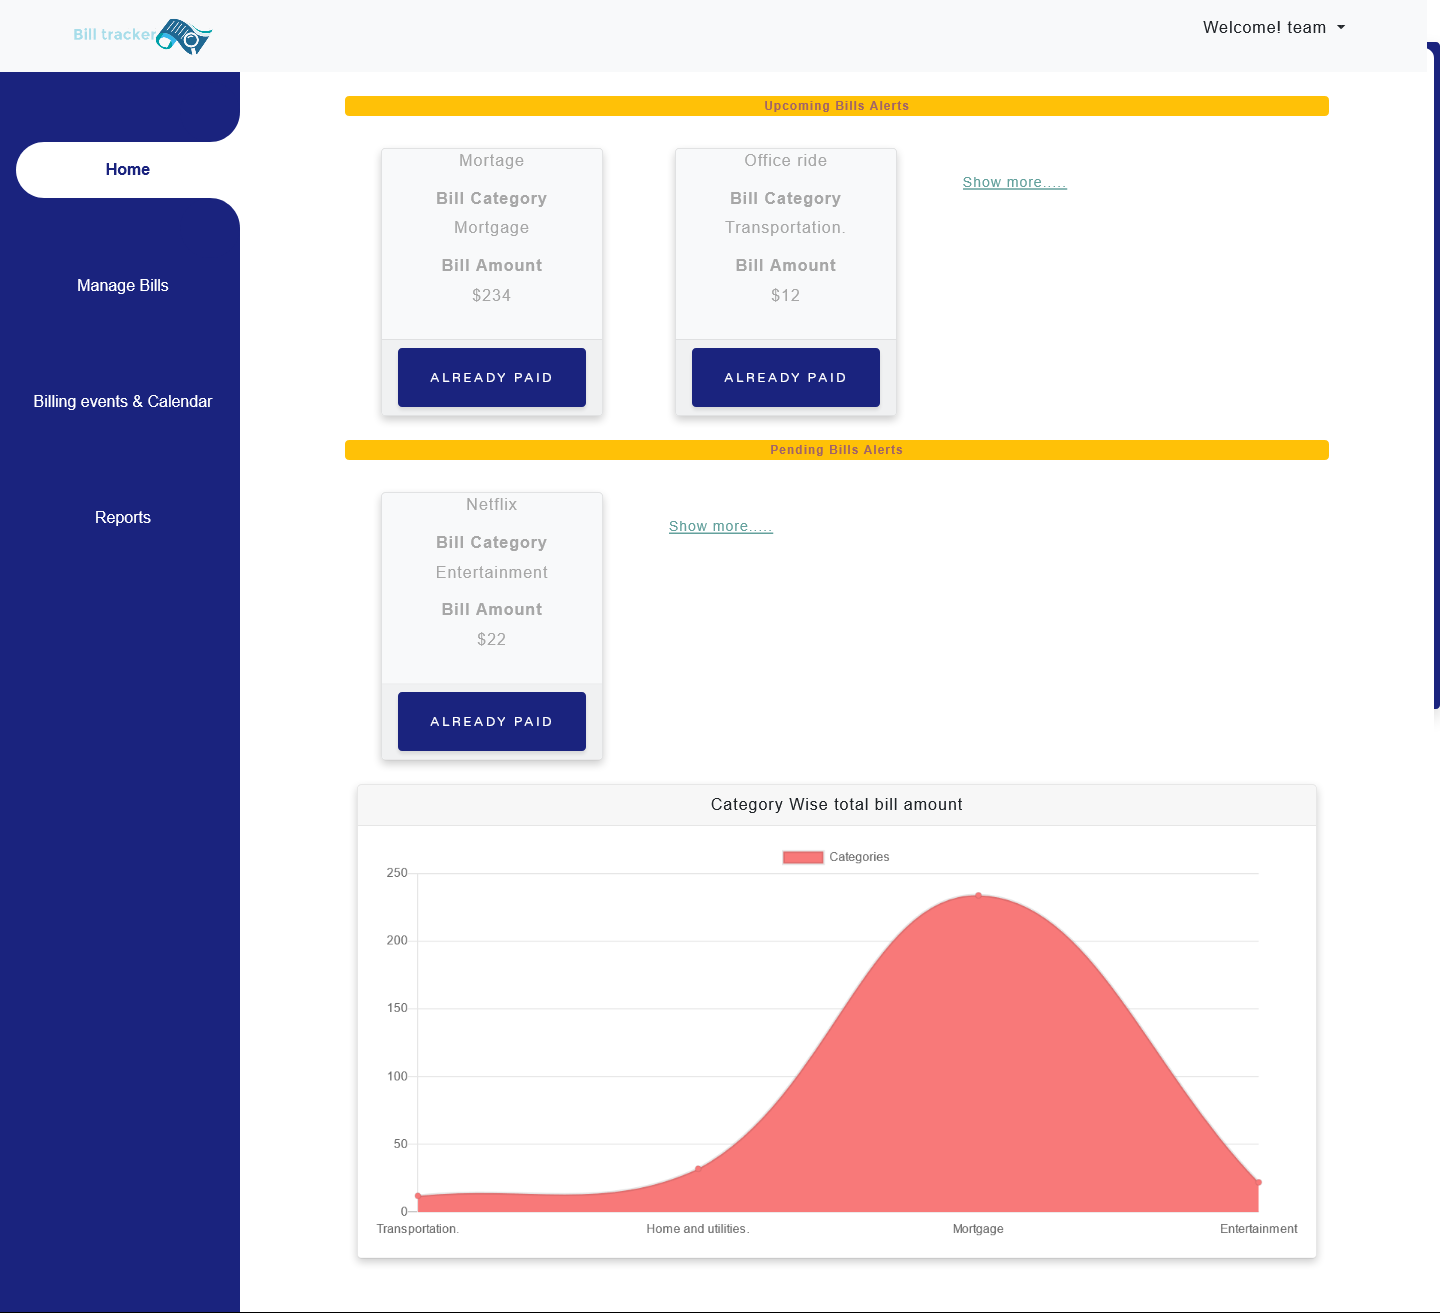 Bill tracker
Welcome! team
Home
Manage Bills
Billing events & Calendar
Reports
Upcoming Bills Alerts
Mortage
Bill Category
Mortgage
Bill Amount
$234
ALREADY PAID
Office ride
Bill Category
Transportation.
Bill Amount
$12
ALREADY PAID
Show more.....
Pending Bills Alerts
Netflix
Bill Category
Entertainment
Bill Amount
$22
ALREADY PAID
Show more.....
Category Wise total bill amount
Categories
250
200
150
100
50
0
Transportation.
Home and utilities.
Mortgage
Entertainment